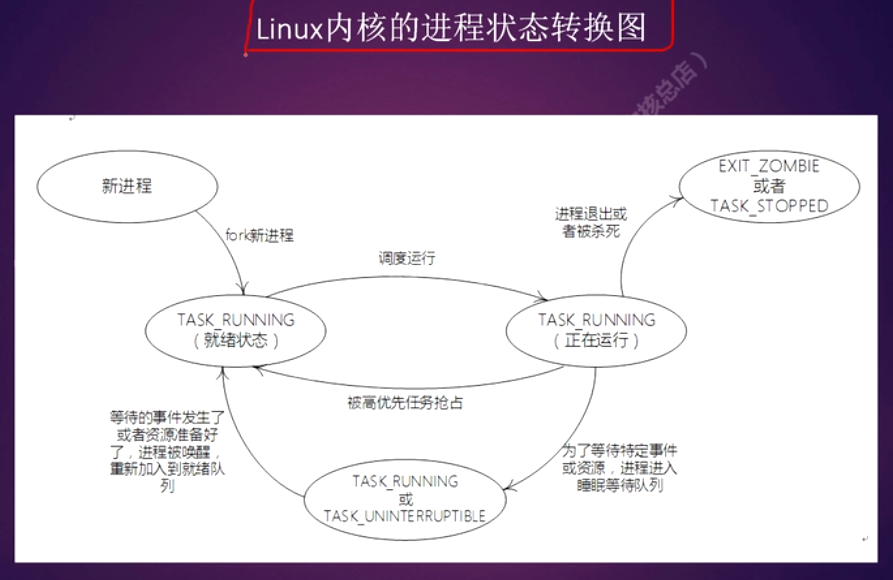 Linux内核的进程状态转换图
核总店）
新进程
EXIT_ZOMBIE
或者
TASK_STOPPED
进程退出或
者被杀死
fork新进程
调度运行
TASK_RUNNING
（就绪状态）
TASK_RUNNING
（正在运行）
被高优先任务抢占
等待的事件发生了
或者资源准备好
了，进程被唤醒，
重新加入到就绪队
列
为了等待特定事件
或资源，进程进入
睡眠等待队列
TASK_RUNNING
或
TASK_UNINTERRUPTIBLE